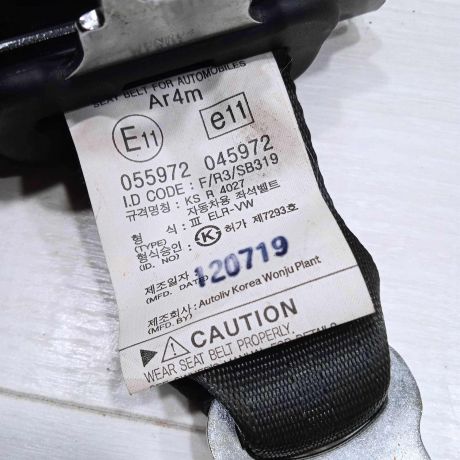 SEAT BELT FOR AUTOMOBILES
Ar4m
E11 e11
055972 045972
I.D CODE : F/R3/SB319
규격명칭 : KS R 4027
자동차용 좌석벨트
형 식 : Ⅲ ELR-VW
(TYPE)
형식승인 : K 허가 제7293호
(ID. NO)
제조일자 : 120719
(MFD. DATE)
제조회사 : Autoliv Korea Wonju Plant
(MFD. BY)
CAUTION
WEAR SEAT BELT PROPERLY.
FOR DETAILS